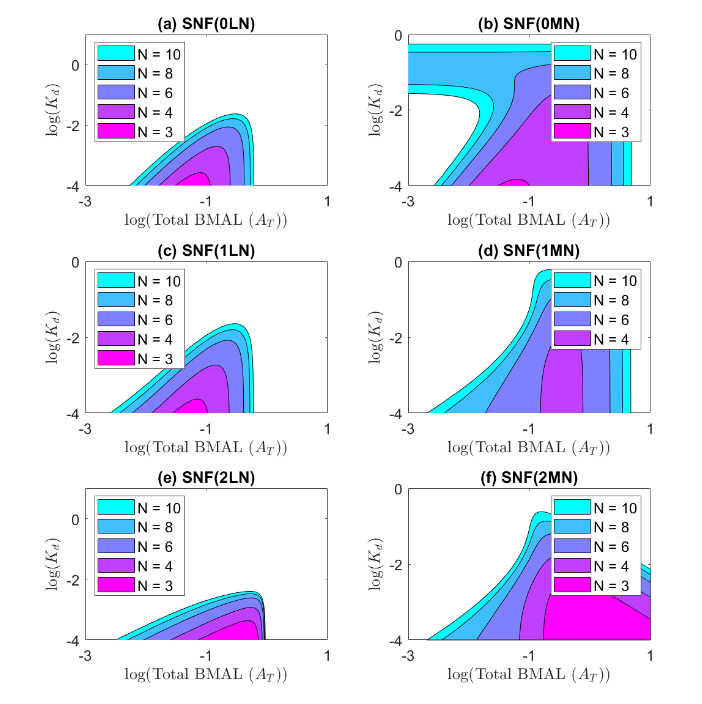 (a) SNF(0LN)
N = 10
N = 8
N = 6
N = 4
N = 3
0
-2
-4
log(K_d)
-3
-1
1
log(Total BMAL (A_T))
(b) SNF(0MN)
N = 10
N = 8
N = 6
N = 4
N = 3
0
-2
-4
log(K_d)
-3
-1
1
log(Total BMAL (A_T))
(c) SNF(1LN)
N = 10
N = 8
N = 6
N = 4
N = 3
0
-2
-4
log(K_d)
-3
-1
1
log(Total BMAL (A_T))
(d) SNF(1MN)
N = 10
N = 8
N = 6
N = 4
0
-2
-4
log(K_d)
-3
-1
1
log(Total BMAL (A_T))
(e) SNF(2LN)
N = 10
N = 8
N = 6
N = 4
N = 3
0
-2
-4
log(K_d)
-3
-1
1
log(Total BMAL (A_T))
(f) SNF(2MN)
N = 10
N = 8
N = 6
N = 4
N = 3
0
-2
-4
log(K_d)
-3
-1
1
log(Total BMAL (A_T))